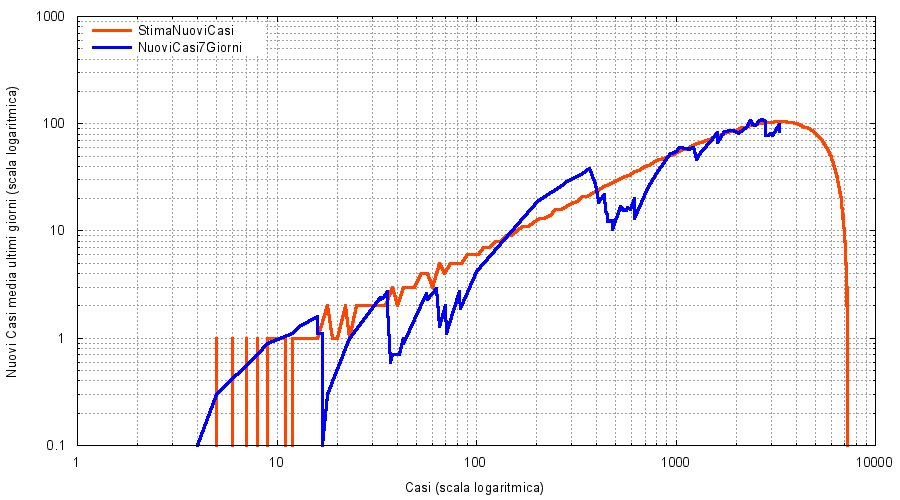 1000
StimaNuoviCasi
NuoviCasi7Giorni
100
10
1
0.1
Nuovi Casi media ultimi giorni (scala logaritmica)
1
10
100
1000
10000
Casi (scala logaritmica)